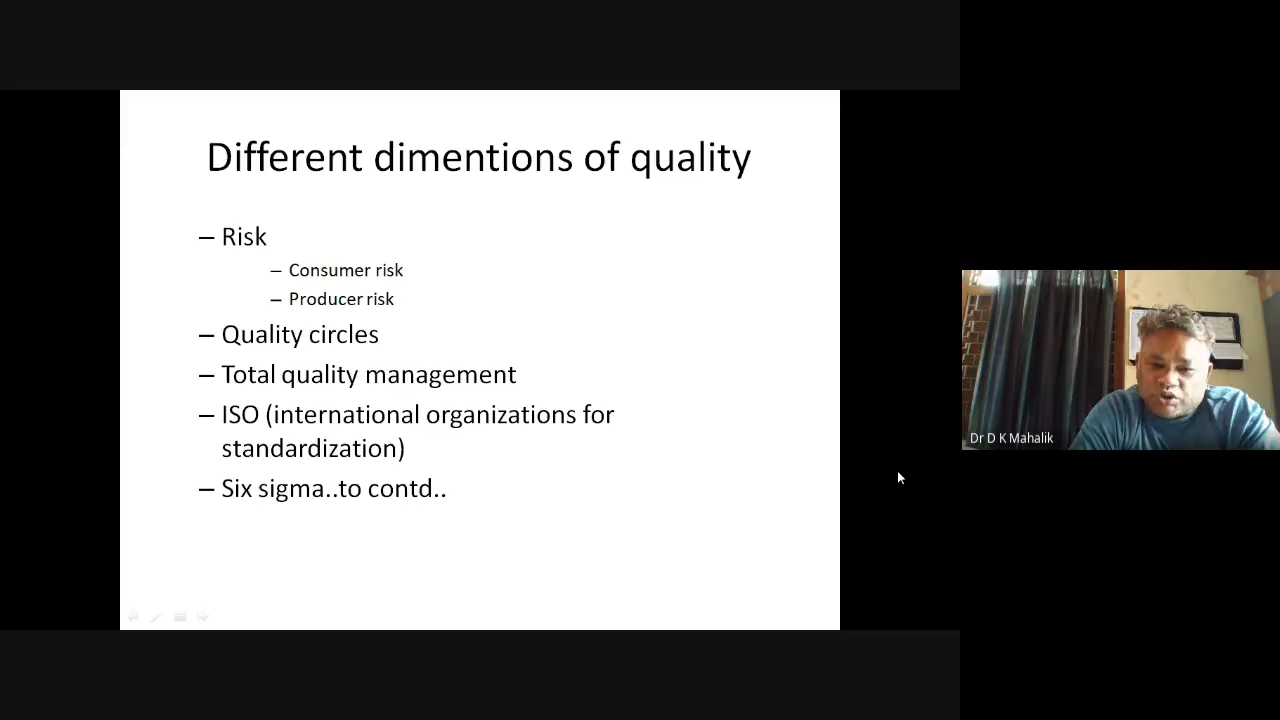 Different dimentions of quality
– Risk
– Consumer risk
– Producer risk
– Quality circles
– Total quality management
– ISO (international organizations for
standardization)
– Six sigma..to contd..
Dr D K Mahalik